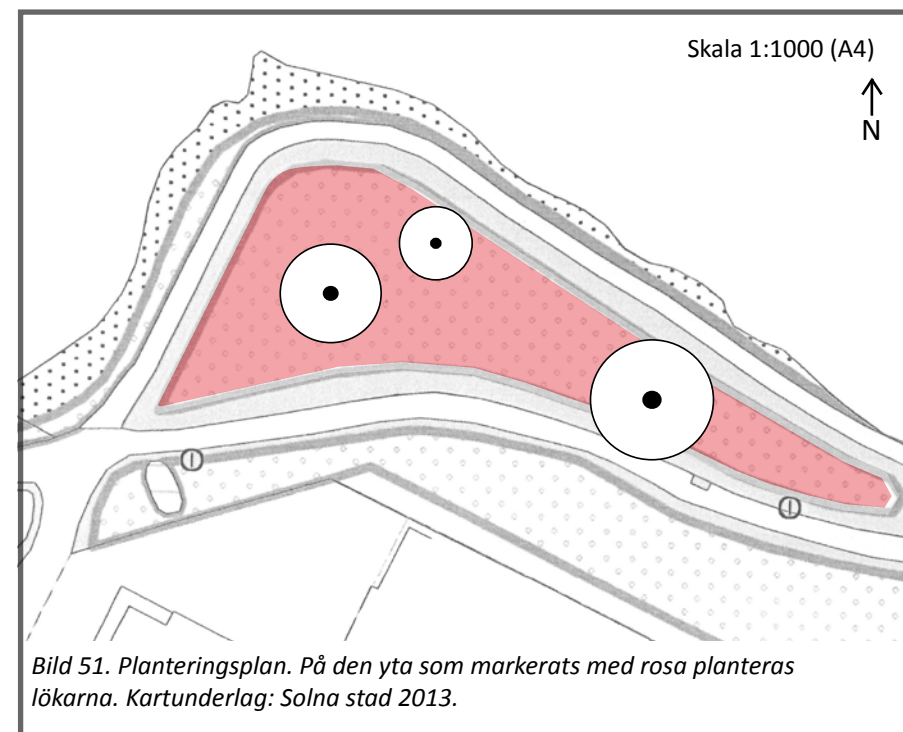 Skala 1:1000 (A4)
N
Bild 51. Planteringsplan. På den yta som markerats med rosa planteras
lökarna. Kartunderlag: Solna stad 2013.